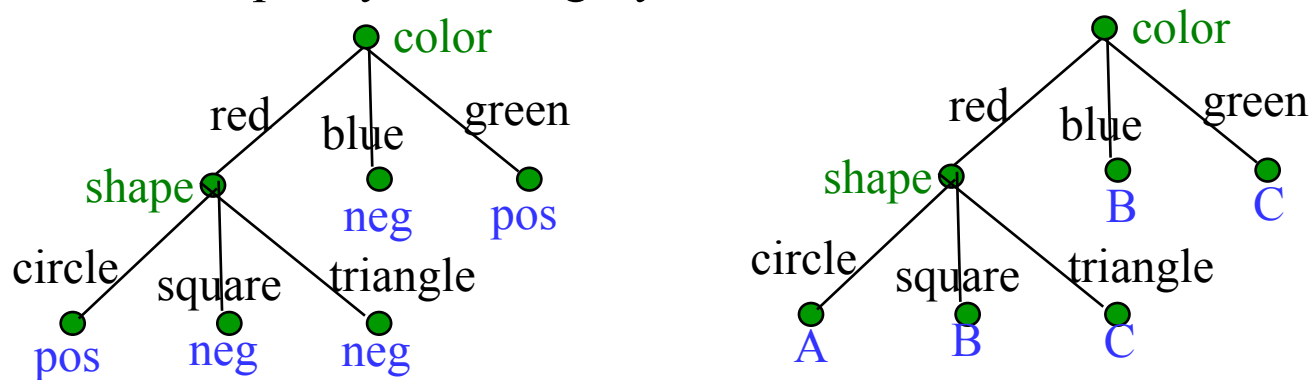 color
red
blue
green
shape
neg
pos
circle
square
triangle
pos
neg
neg
color
red
blue
green
shape
B
C
circle
square
triangle
A
B
C